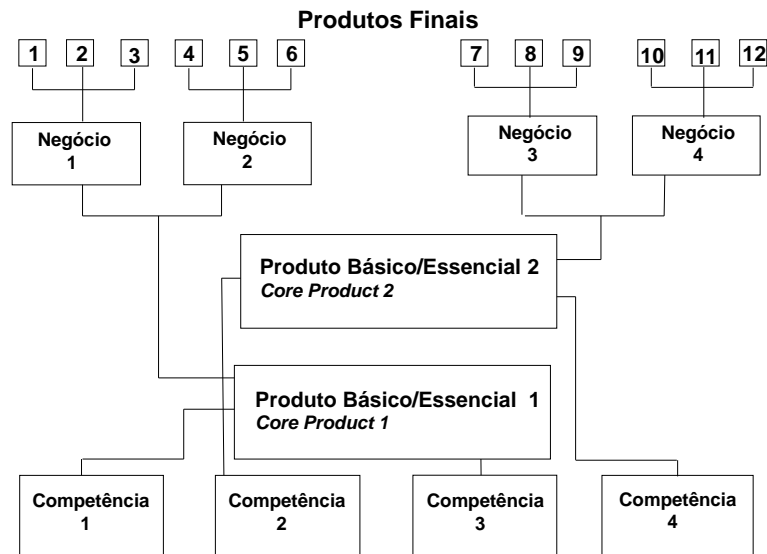 Produtos Finais
1 2 3 4 5 6 7 8 9 10 11 12
Negócio
1
Negócio
2
Negócio
3
Negócio
4
Produto Básico/Essencial 2
Core Product 2
Produto Básico/Essencial 1
Core Product 1
Competência
1
Competência
2
Competência
3
Competência
4